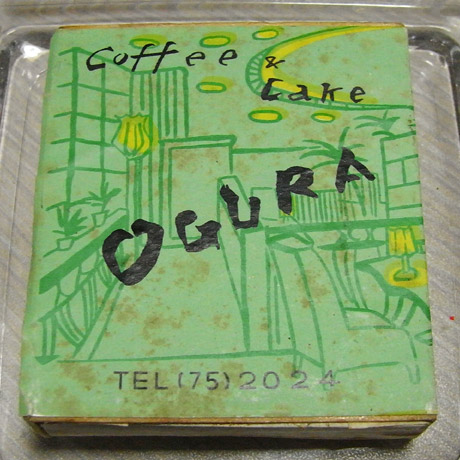 Coffee &
Cake
OGURA
TEL (75) 2024